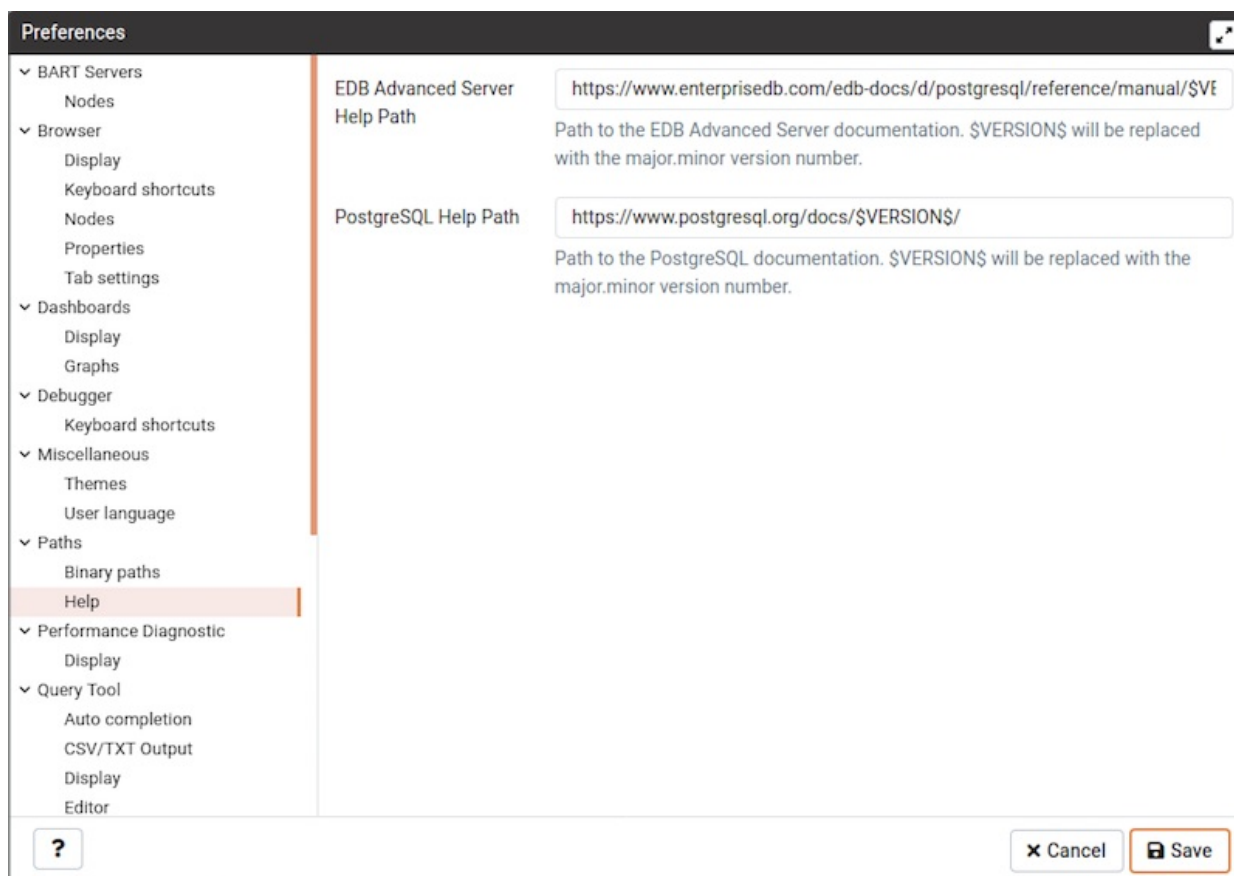 Preferences
BART Servers
Nodes
Browser
Display
Keyboard shortcuts
Nodes
Properties
Tab settings
Dashboards
Display
Graphs
Debugger
Keyboard shortcuts
Miscellaneous
Themes
User language
Paths
Binary paths
Help
Performance Diagnostic
Display
Query Tool
Auto completion
CSV/TXT Output
Display
Editor
EDB Advanced Server
Help Path
https://www.enterprisedb.com/edb-docs/d/postgresql/reference/manual/$VE
Path to the EDB Advanced Server documentation. $VERSION$ will be replaced
with the major.minor version number.
PostgreSQL Help Path
https://www.postgresql.org/docs/$VERSION$/
Path to the PostgreSQL documentation. $VERSION$ will be replaced with the
major.minor version number.
?
Cancel
Save